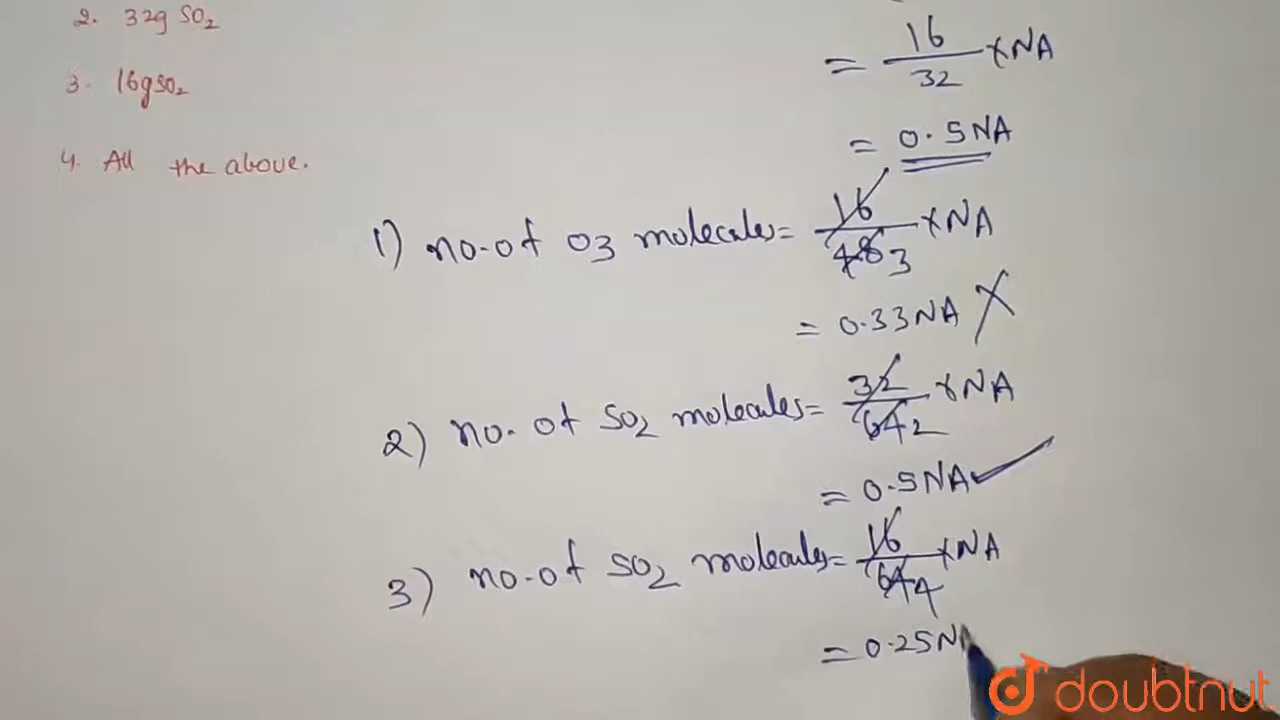 2. 32g SO2
3. 16g SO2
4. All the above.
= 16/32 × NA
= 0.5NA
1) no. of O3 molecules = 16/48 3 × NA
= 0.33NA ✗
2) no. of SO2 molecules = 32/64 2 × NA
= 0.5NA ✓
3) no. of SO2 molecules = 16/64 4 × NA
= 0.25NA
doubtnut